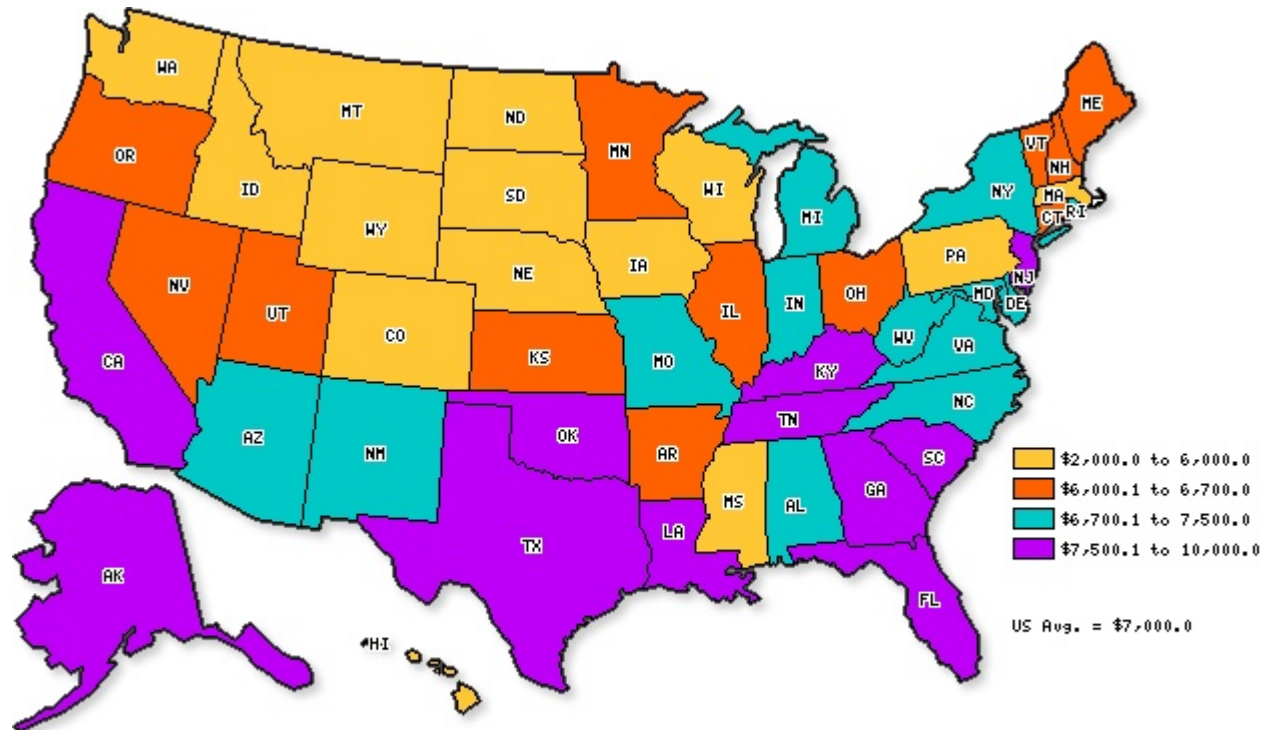 WA
MT
ND
MN
ME
OR
VT
NH
ID
SD
WI
NY
MA
RI
CT
WY
MI
IA
PA
NE
NJ
NV
UT
IL
IN
OH
MD
DE
CO
WV
VA
CA
KS
MO
KY
NC
AZ
NM
OK
AR
TN
SC
MS
AL
GA
TX
LA
AK
FL
HI
$2,000.0 to 6,000.0
$6,000.1 to 6,700.0
$6,700.1 to 7,500.0
$7,500.1 to 10,000.0
US Avg. = $7,000.0